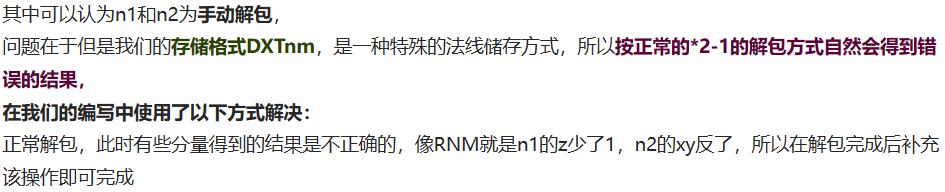 其中可以认为n1和n2为手动解包，
问题在于但是我们的存储格式DXTnm，是一种特殊的法线储存方式，所以按正常的*2-1的解包方式自然会得到错
误的结果，
在我们的编写中使用了以下方式解决：
正常解包，此时有些分量得到的结果是不正确的，像RNM就是n1的z少了1，n2的xy反了，所以在解包完成后补充
该操作即可完成